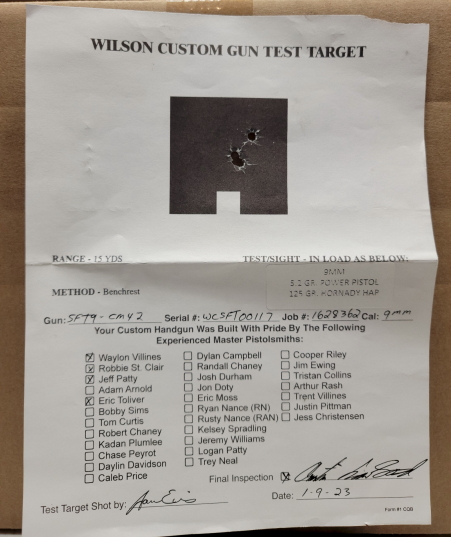 WILSON CUSTOM GUN TEST TARGET
RANGE - 15 YDS
TEST/SIGHT - IN LOAD AS BELOW:
9MM
5.2 GR. POWER PISTOL
125 GR. HORNADY HAP
METHOD - Benchrest
Gun: SFT9-CM42 Serial #: WCSFT00117 Job #: 1628362 Cal: 9mm
Your Custom Handgun Was Built With Pride By The Following
Experienced Master Pistolsmiths:
Waylon Villines
Robbie St. Clair
Jeff Patty
Adam Arnold
Eric Toliver
Bobby Sims
Tom Curtis
Robert Chaney
Kadan Plumlee
Chase Peyrot
Daylin Davidson
Caleb Price
Dylan Campbell
Randall Chaney
Josh Durham
Jon Doty
Eric Moss
Ryan Nance (RN)
Rusty Nance (RAN)
Kelsey Spradling
Jeremy Williams
Logan Patty
Trey Neal
Cooper Riley
Jim Ewing
Tristan Collins
Arthur Rash
Trent Villines
Justin Pittman
Jess Christensen
Final Inspection
Test Target Shot by:
Date: 1-9-23
Form #1 CQB